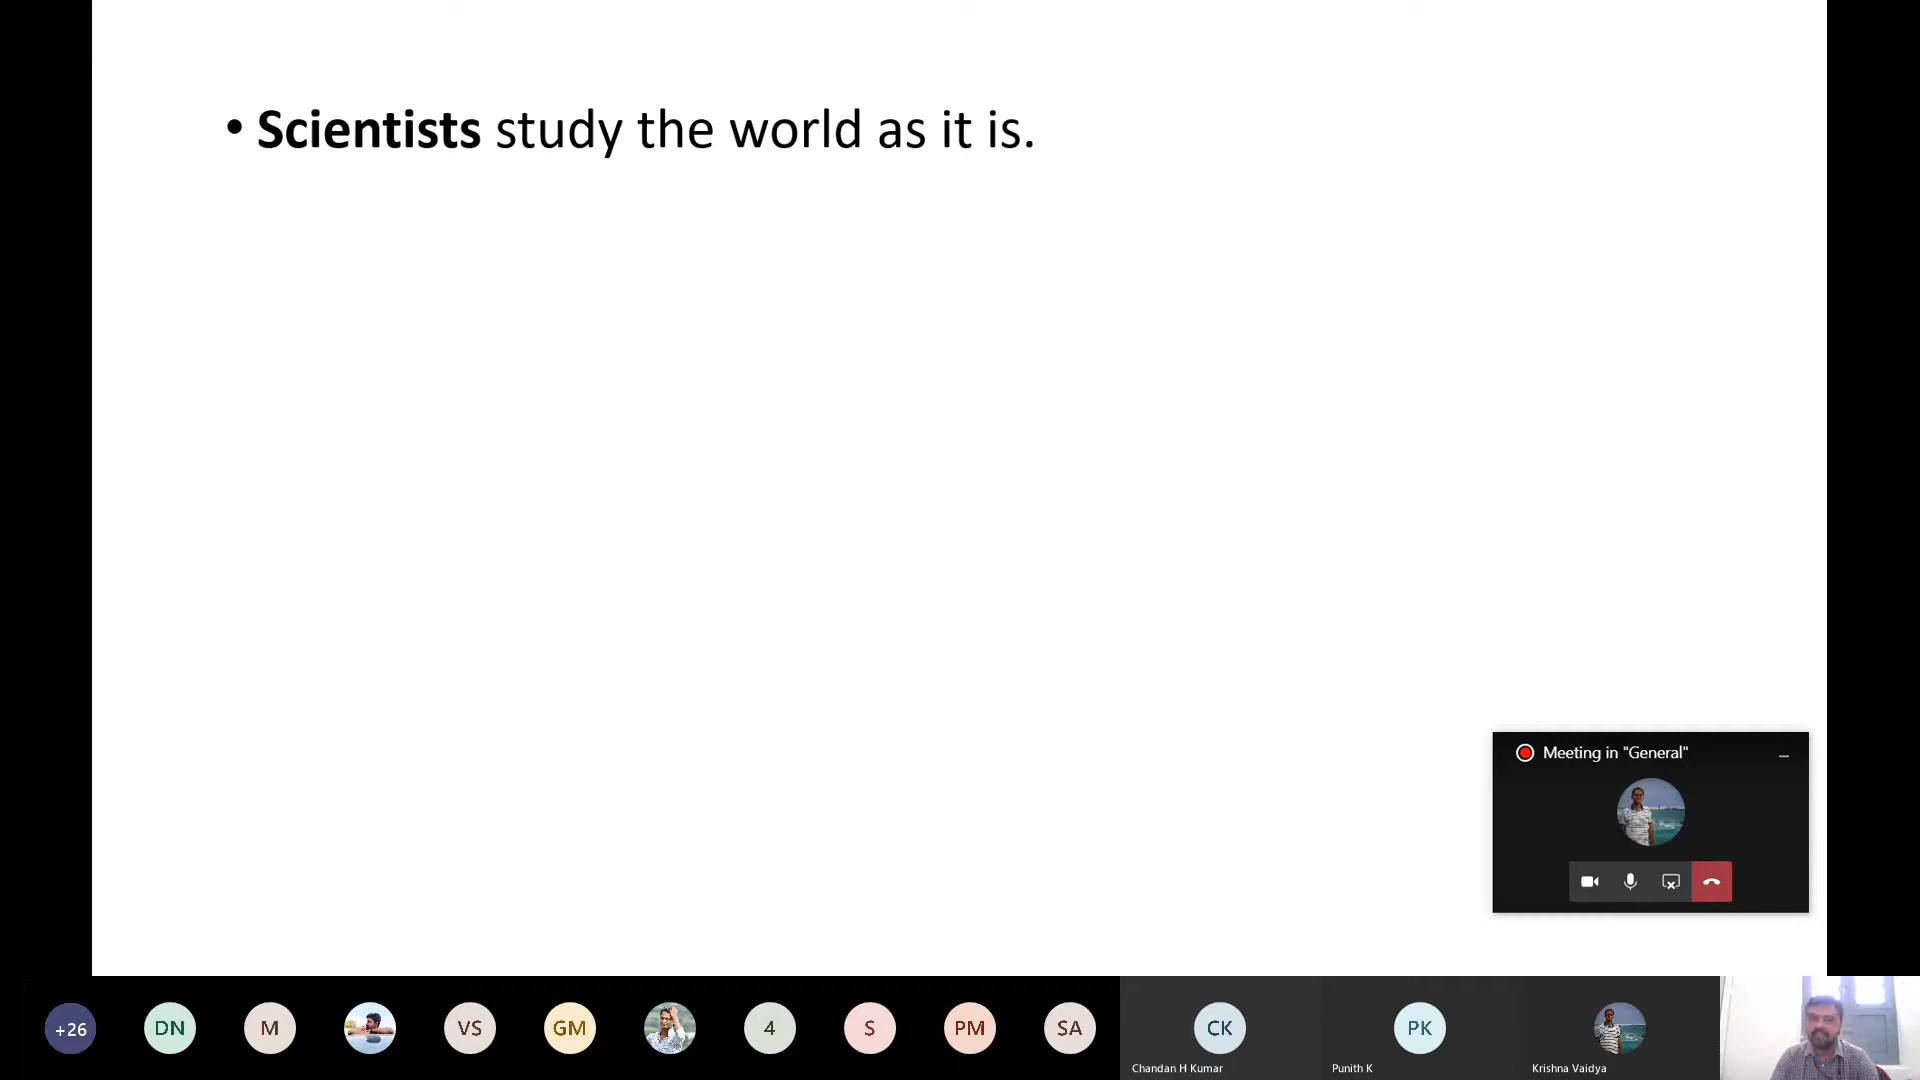 • Scientists study the world as it is.
Meeting in "General"
+26
DN
M
VS
GM
4
S
PM
SA
CK
PK
Chandan H Kumar
Punith K
Krishna Vaidya